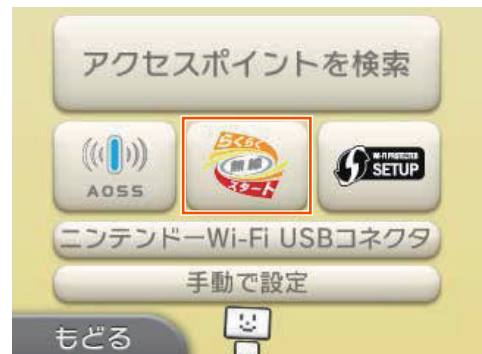 アクセスポイントを検索
AOSS
らくらく
無線
スタート
WI-FI PROTECTED
SETUP
ニンテンドーWi-Fi USBコネクタ
手動で設定
もどる